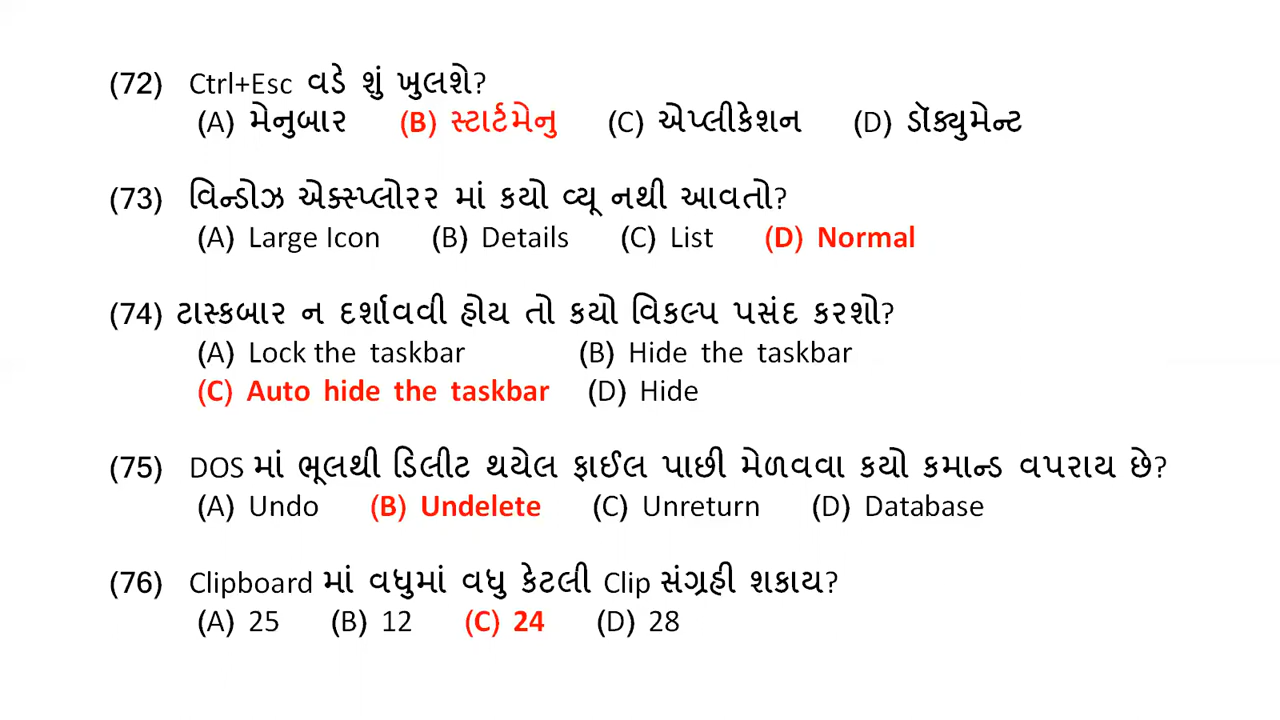 (72) Ctrl+Esc વડે શું ખુલશે?
(A) મેનુબાર (B) સ્ટાર્ટમેનુ (C) એપ્લીકેશન (D) ડૉક્યુમેન્ટ
(73) વિન્ડોઝ એક્સ્પ્લોરર માં કયો વ્યૂ નથી આવતો?
(A) Large Icon (B) Details (C) List (D) Normal
(74) ટાસ્કબાર ન દર્શાવવી હોય તો કયો વિકલ્પ પસંદ કરશો?
(A) Lock the taskbar (B) Hide the taskbar
(C) Auto hide the taskbar (D) Hide
(75) DOS માં ભૂલથી ડિલીટ થયેલ ફાઈલ પાછી મેળવવા કયો કમાન્ડ વપરાય છે?
(A) Undo (B) Undelete (C) Unreturn (D) Database
(76) Clipboard માં વધુમાં વધુ કેટલી Clip સંગ્રહી શકાય?
(A) 25 (B) 12 (C) 24 (D) 28